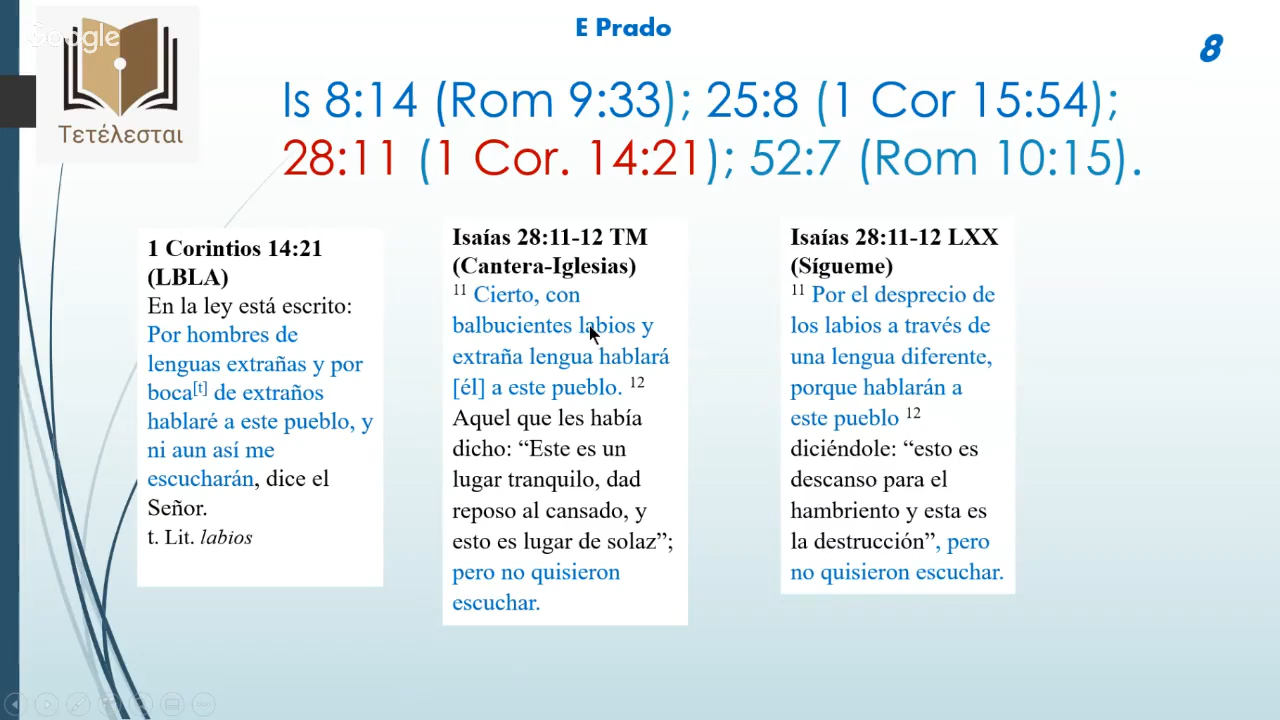 E Prado
8
Google
Τετέλεσται
Is 8:14 (Rom 9:33); 25:8 (1 Cor 15:54);
28:11 (1 Cor. 14:21); 52:7 (Rom 10:15).
1 Corintios 14:21
(LBLA)
En la ley está escrito:
Por hombres de
lenguas extrañas y por
boca[t] de extraños
hablaré a este pueblo, y
ni aun así me
escucharán, dice el
Señor.
t. Lit. labios
Isaías 28:11-12 TM
(Cantera-Iglesias)
11 Cierto, con
balbucientes labios y
extraña lengua hablará
[él] a este pueblo. 12
Aquel que les había
dicho: “Este es un
lugar tranquilo, dad
reposo al cansado, y
esto es lugar de solaz”;
pero no quisieron
escuchar.
Isaías 28:11-12 LXX
(Sígueme)
11 Por el desprecio de
los labios a través de
una lengua diferente,
porque hablarán a
este pueblo 12
diciéndole: “esto es
descanso para el
hambriento y esta es
la destrucción”, pero
no quisieron escuchar.